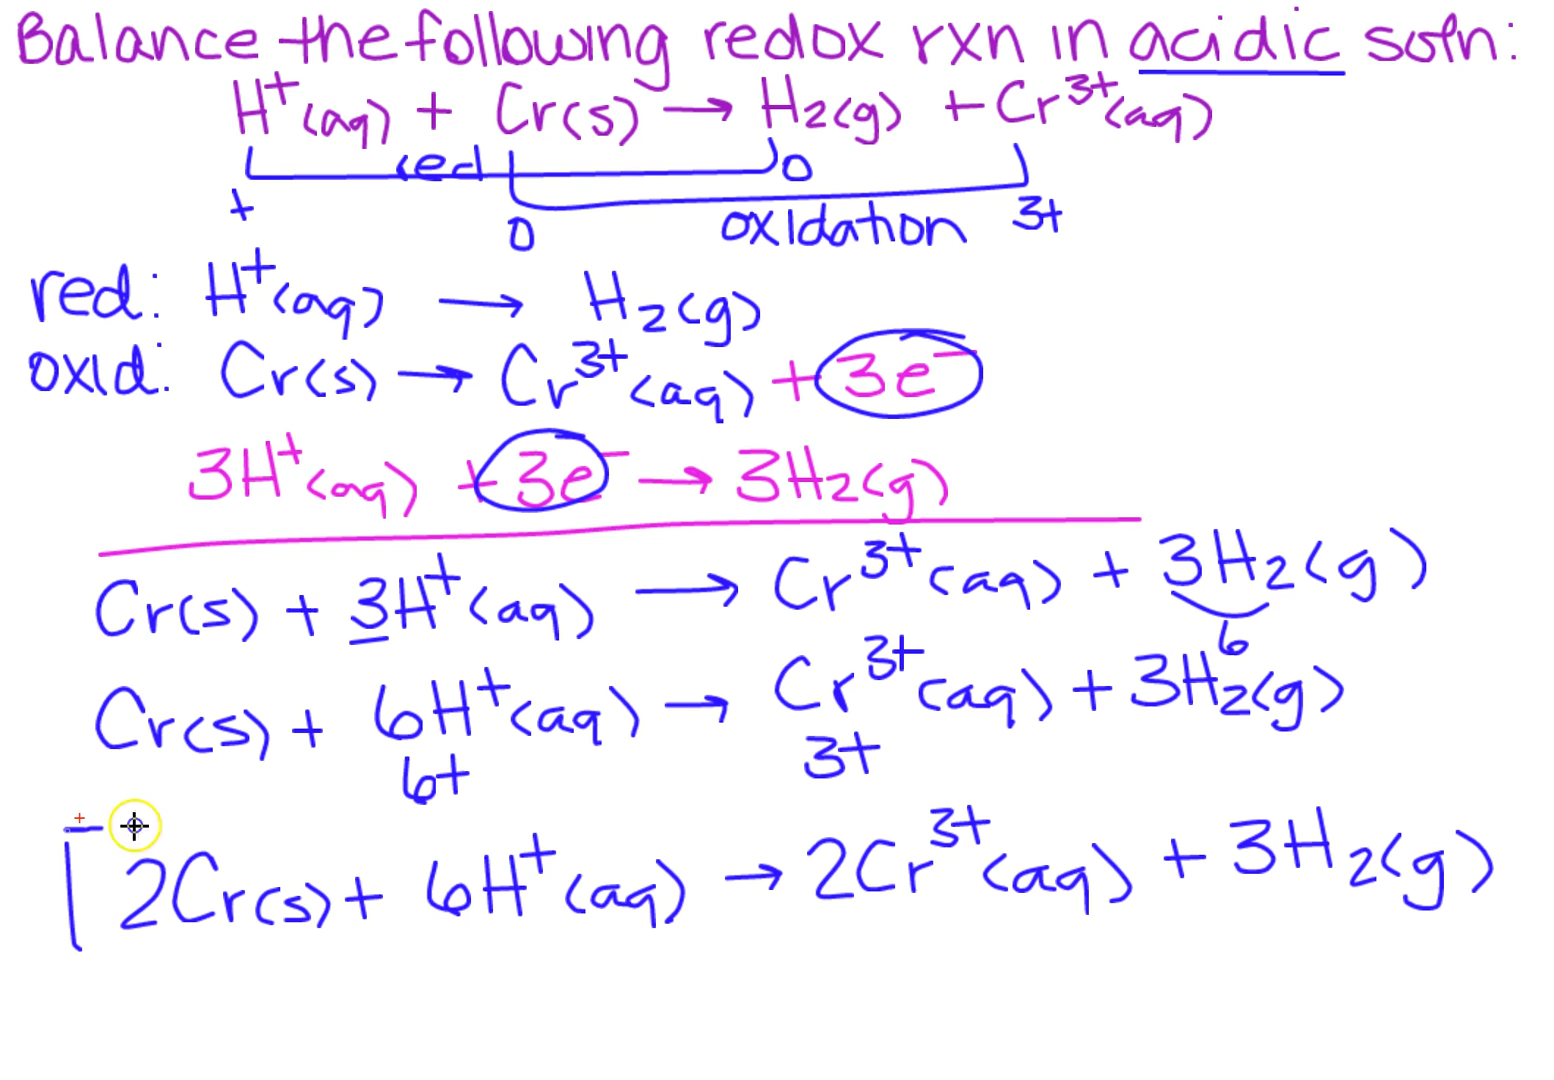 Balance the following redox rxn in acidic soln:
H⁺(aq) + Cr(s) → H₂(g) + Cr³⁺(aq)
red 0
+ 0 oxidation 3+
red: H⁺(aq) → H₂(g)
oxid: Cr(s) → Cr³⁺(aq) + 3e⁻
3H⁺(aq) + 3e⁻ → 3H₂(g)
Cr(s) + 3H⁺(aq) → Cr³⁺(aq) + 3H₂(g)
6
Cr(s) + 6H⁺(aq) → Cr³⁺(aq) + 3H₂(g)
6+ 3+
2Cr(s) + 6H⁺(aq) → 2Cr³⁺(aq) + 3H₂(g)